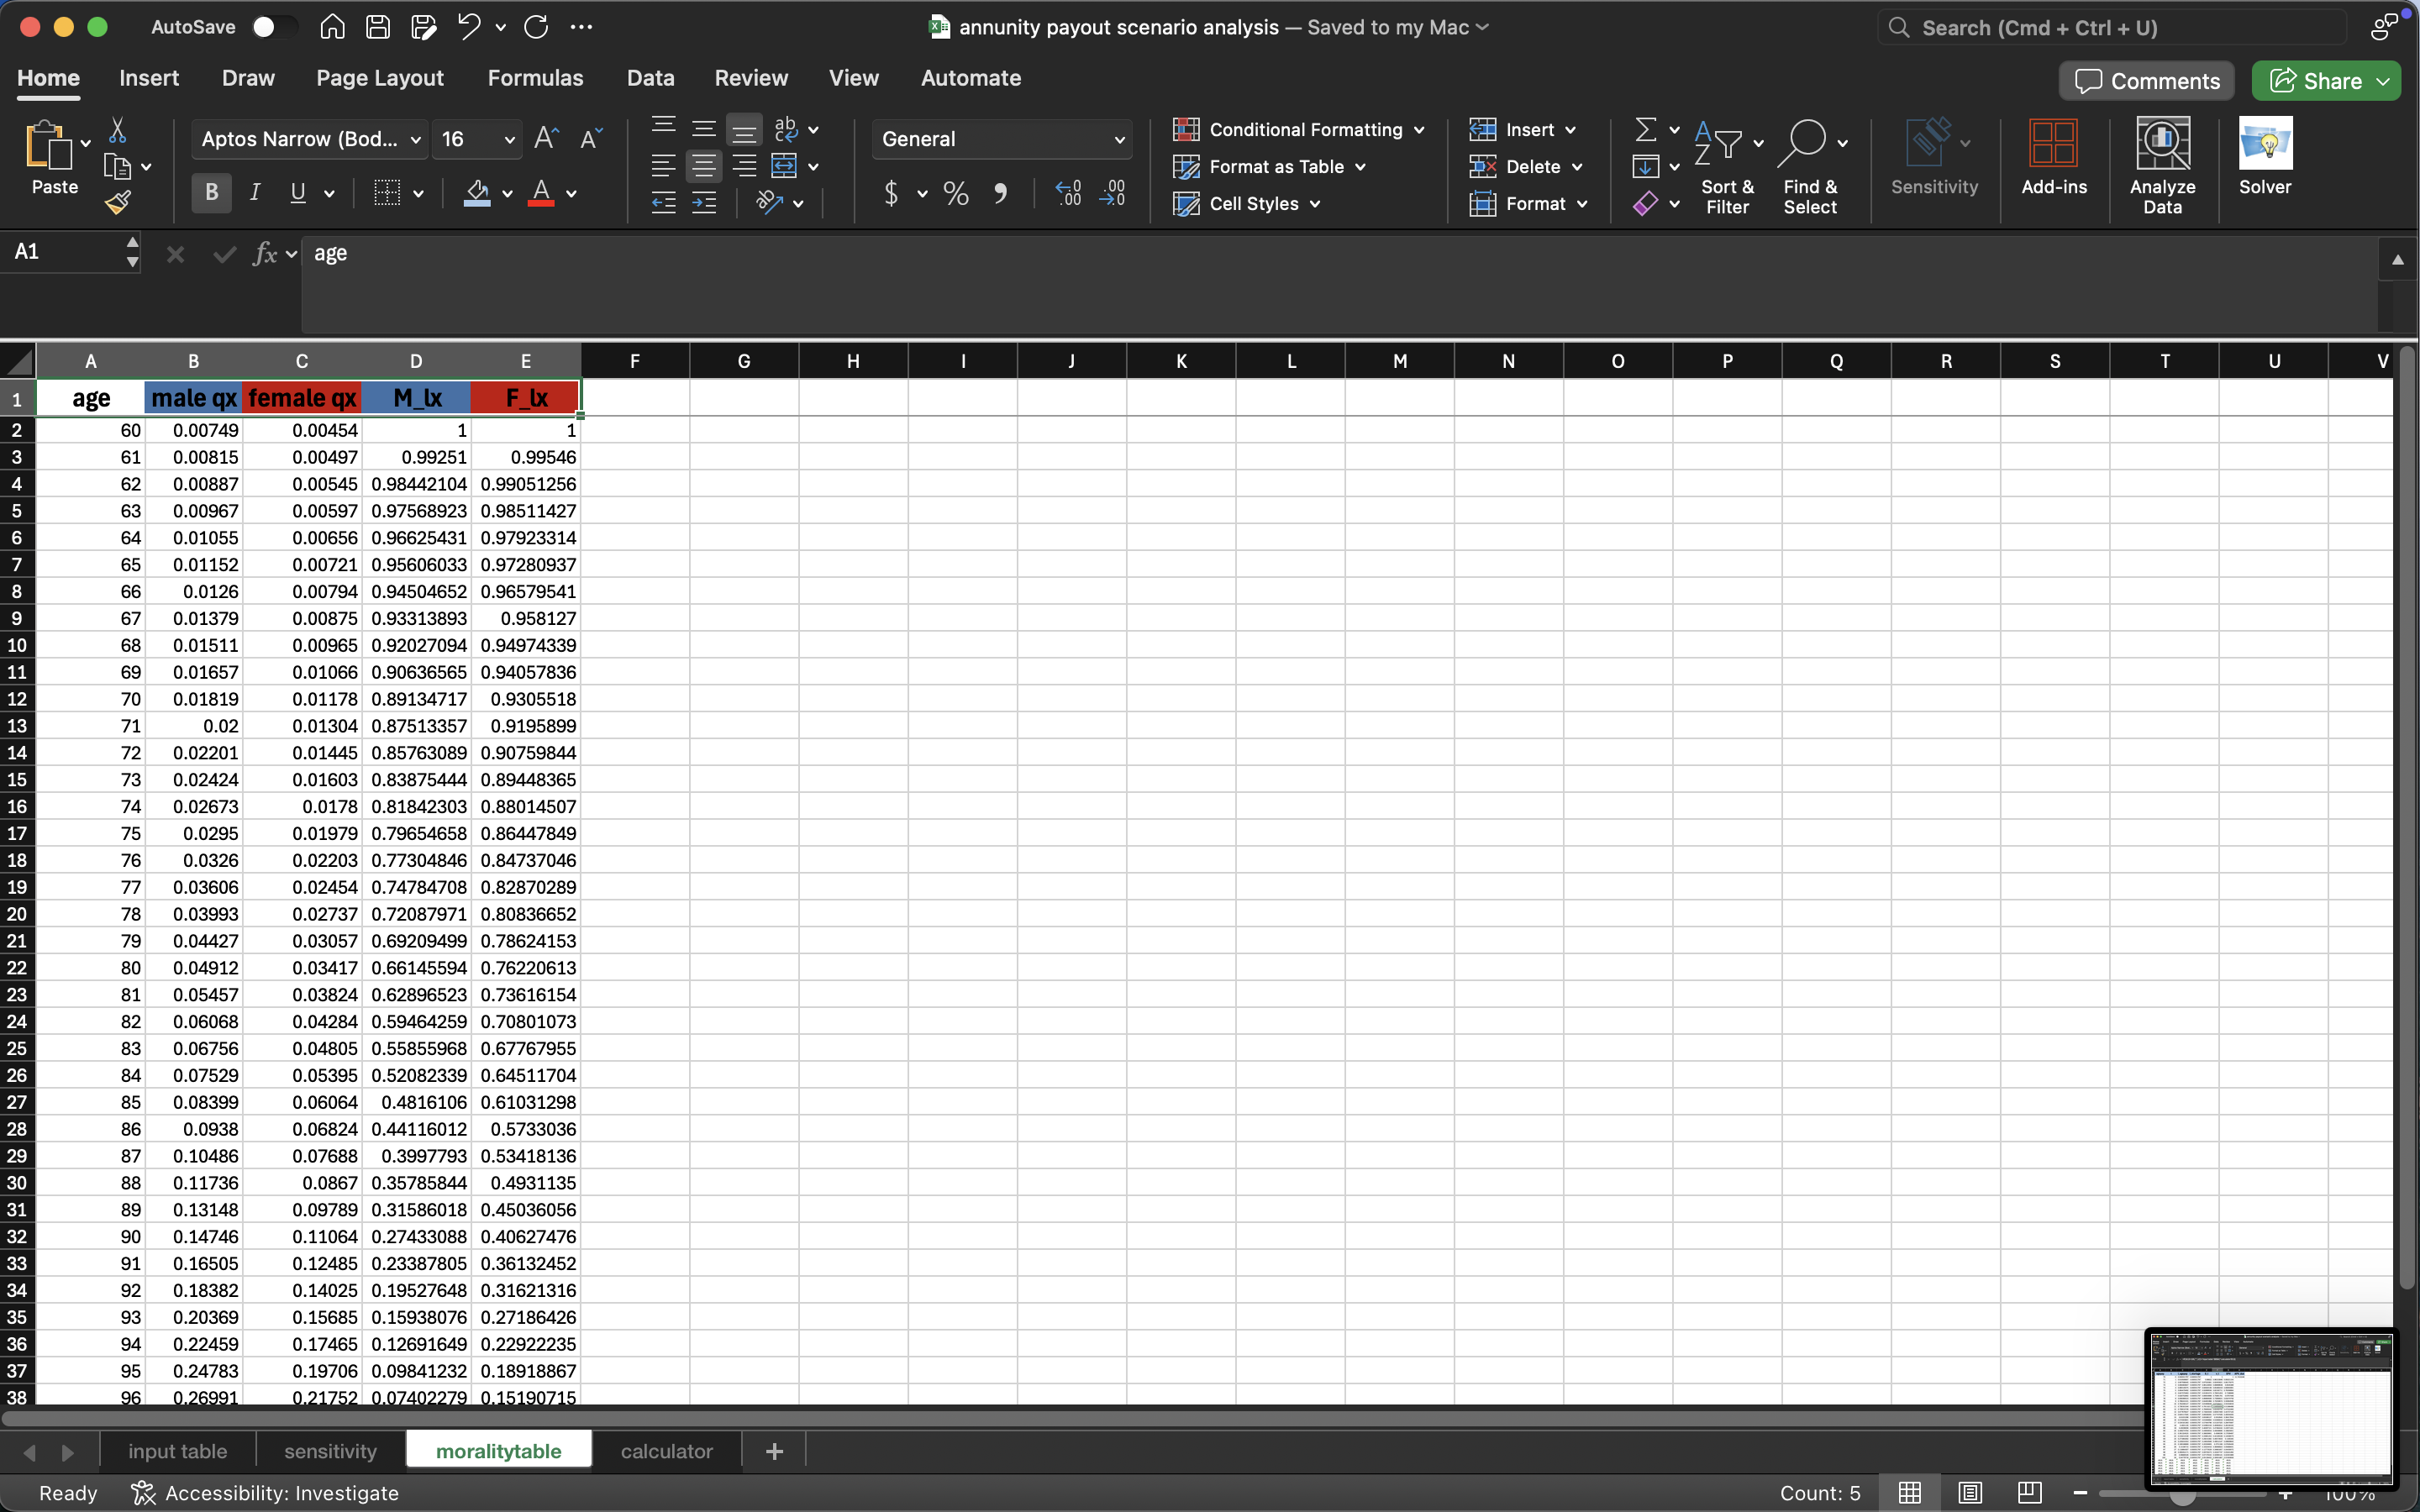 AutoSave
annunity payout scenario analysis — Saved to my Mac
Search (Cmd + Ctrl + U)
Home Insert Draw Page Layout Formulas Data Review View Automate
Comments Share
Paste
Aptos Narrow (Bod... 16
B I U
General
Conditional Formatting
Format as Table
Cell Styles
Insert
Delete
Format
Sort & Filter
Find & Select
Sensitivity
Add-ins
Analyze Data
Solver
A1 fx age
A B C D E F G H I J K L M N O P Q R S T U V
1 age male qx female qx M_lx F_lx
2 60 0.00749 0.00454 1 1
3 61 0.00815 0.00497 0.99251 0.99546
4 62 0.00887 0.00545 0.98442104 0.99051256
5 63 0.00967 0.00597 0.97568923 0.98511427
6 64 0.01055 0.00656 0.96625431 0.97923314
7 65 0.01152 0.00721 0.95606033 0.97280937
8 66 0.0126 0.00794 0.94504652 0.96579541
9 67 0.01379 0.00875 0.93313893 0.958127
10 68 0.01511 0.00965 0.92027094 0.94974339
11 69 0.01657 0.01066 0.90636565 0.94057836
12 70 0.01819 0.01178 0.89134717 0.9305518
13 71 0.02 0.01304 0.87513357 0.9195899
14 72 0.02201 0.01445 0.85763089 0.90759844
15 73 0.02424 0.01603 0.83875444 0.89448365
16 74 0.02673 0.0178 0.81842303 0.88014507
17 75 0.0295 0.01979 0.79654658 0.86447849
18 76 0.0326 0.02203 0.77304846 0.84737046
19 77 0.03606 0.02454 0.74784708 0.82870289
20 78 0.03993 0.02737 0.72087971 0.80836652
21 79 0.04427 0.03057 0.69209499 0.78624153
22 80 0.04912 0.03417 0.66145594 0.76220613
23 81 0.05457 0.03824 0.62896523 0.73616154
24 82 0.06068 0.04284 0.59464259 0.70801073
25 83 0.06756 0.04805 0.55855968 0.67767955
26 84 0.07529 0.05395 0.52082339 0.64511704
27 85 0.08399 0.06064 0.4816106 0.61031298
28 86 0.0938 0.06824 0.44116012 0.5733036
29 87 0.10486 0.07688 0.3997793 0.53418136
30 88 0.11736 0.0867 0.35785844 0.4931135
31 89 0.13148 0.09789 0.31586018 0.45036056
32 90 0.14746 0.11064 0.27433088 0.40627476
33 91 0.16505 0.12485 0.23387805 0.36132452
34 92 0.18382 0.14025 0.19527648 0.31621316
35 93 0.20369 0.15685 0.15938076 0.27186426
36 94 0.22459 0.17465 0.12691649 0.22922235
37 95 0.24783 0.19706 0.09841232 0.18918867
38 96 0.26991 0.21752 0.07402279 0.15190715
input table sensitivity moralitytable calculator
Ready Accessibility: Investigate Count: 5 100%